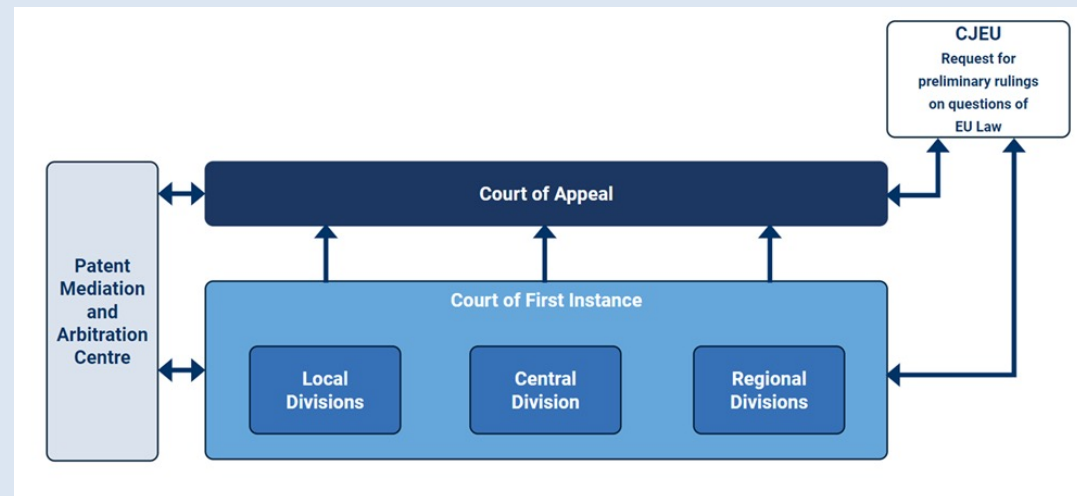 CJEU
Request for
preliminary rulings
on questions of
EU Law
Court of Appeal
Patent
Mediation
and
Arbitration
Centre
Court of First Instance
Local
Divisions
Central
Division
Regional
Divisions